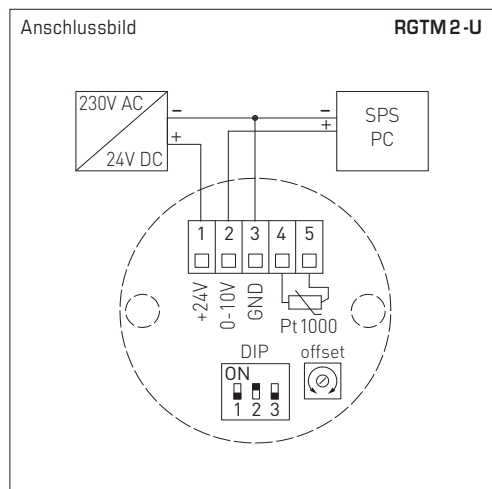 Anschlussbild RGTM 2 - U
230V AC
24V DC
–
+
–
+
SPS
PC
1 2 3 4 5
+24V
0-10V
GND
Pt1000
DIP
offset
ON
1 2 3